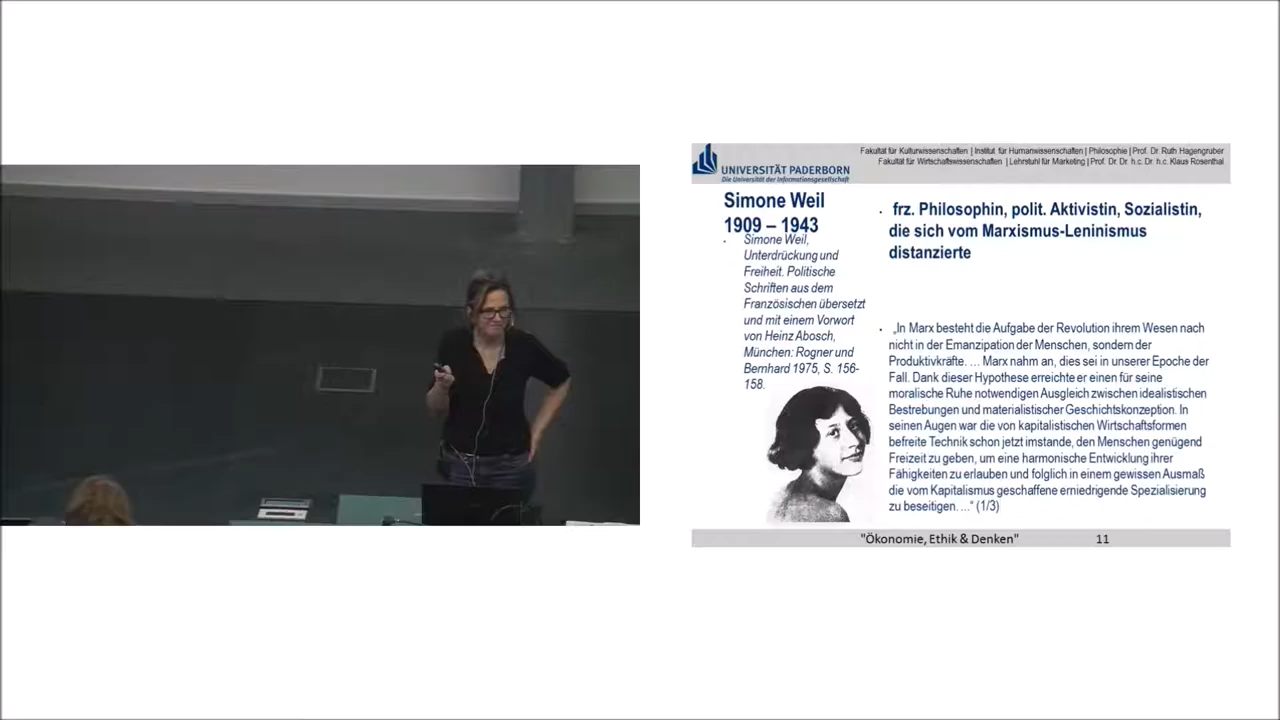 UNIVERSITÄT PADERBORN
Die Universität der Informationsgesellschaft
Fakultät für Kulturwissenschaften | Institut für Humanwissenschaften | Philosophie | Prof. Dr. Ruth Hagengruber
Fakultät für Wirtschaftswissenschaften | Lehrstuhl für Marketing | Prof. Dr. Dr. h.c. Dr. h.c. Klaus Rosenthal
Simone Weil
1909 – 1943
Simone Weil,
Unterdrückung und
Freiheit. Politische
Schriften aus dem
Französischen übersetzt
und mit einem Vorwort
von Heinz Abosch,
München: Rogner und
Bernhard 1975, S. 156-
158.
frz. Philosophin, polit. Aktivistin, Sozialistin,
die sich vom Marxismus-Leninismus
distanzierte
„In Marx besteht die Aufgabe der Revolution ihrem Wesen nach
nicht in der Emanzipation der Menschen, sondern der
Produktivkräfte. … Marx nahm an, dies sei in unserer Epoche der
Fall. Dank dieser Hypothese erreichte er einen für seine
moralische Ruhe notwendigen Ausgleich zwischen idealistischen
Bestrebungen und materialistischer Geschichtskonzeption. In
seinen Augen war die von kapitalistischen Wirtschaftsformen
befreite Technik schon jetzt imstande, den Menschen genügend
Freizeit zu geben, um eine harmonische Entwicklung ihrer
Fähigkeiten zu erlauben und folglich in einem gewissen Ausmaß
die vom Kapitalismus geschaffene erniedrigende Spezialisierung
zu beseitigen. …“ (1/3)
"Ökonomie, Ethik & Denken" 11